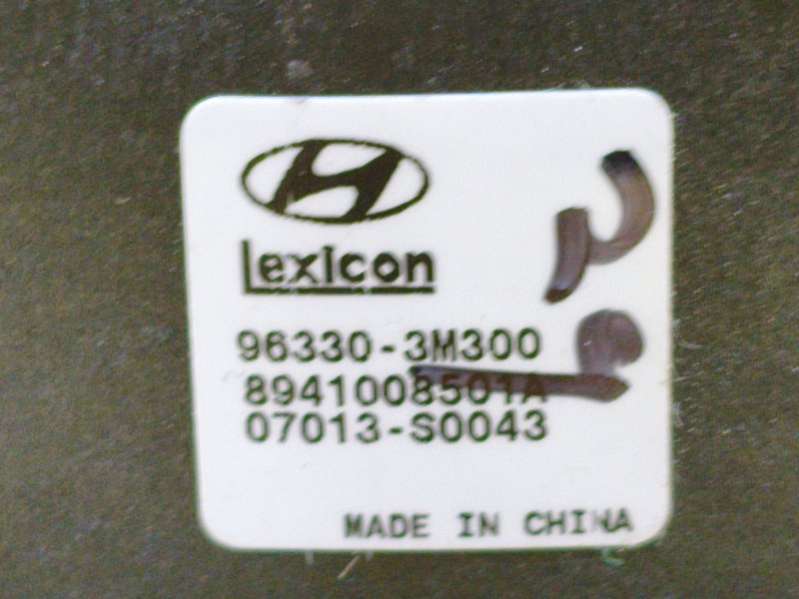 Lexicon
96330-3M300
8941008501A
07013-S0043
MADE IN CHINA